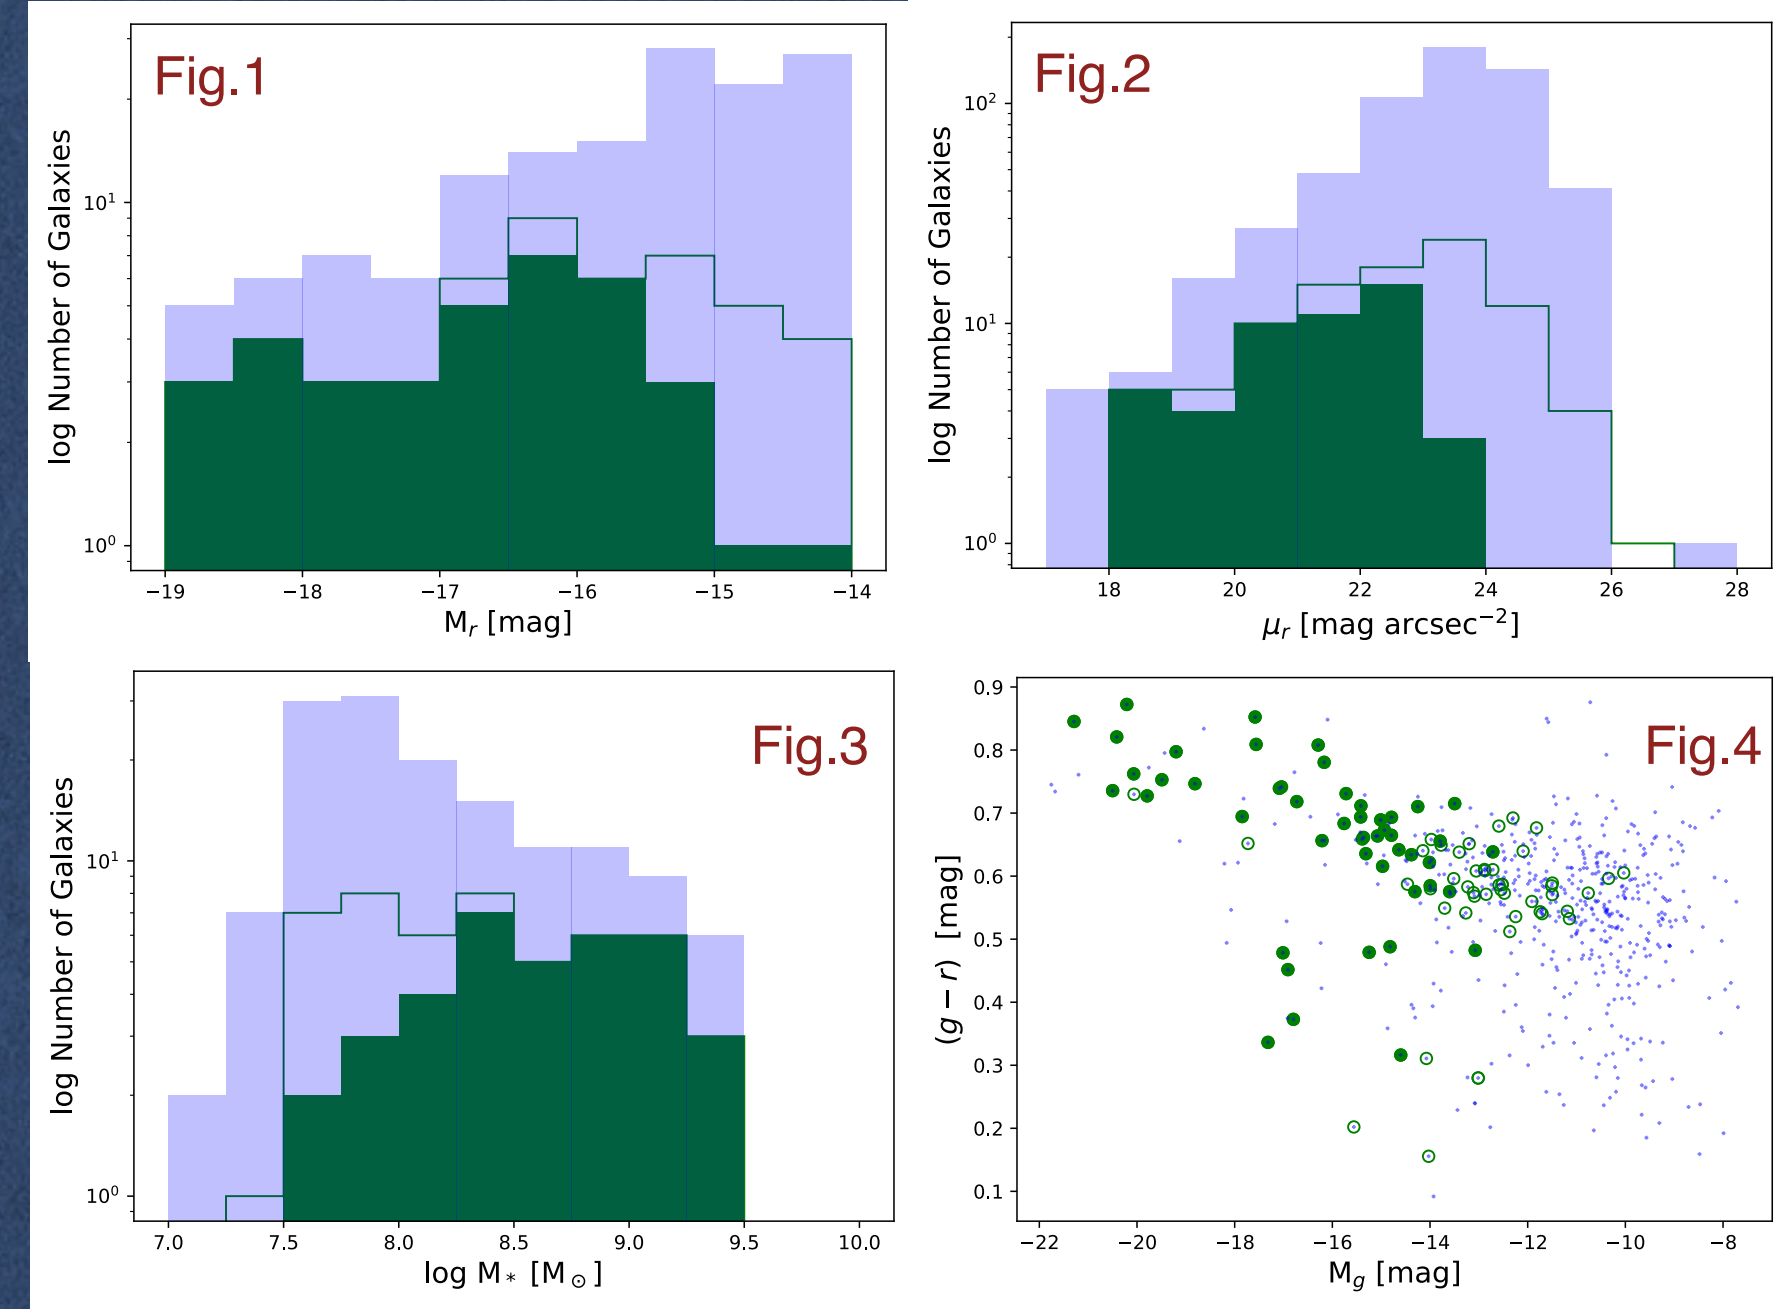 Fig.1
log Number of Galaxies
10¹
10⁰
−19 −18 −17 −16 −15 −14
Mᵣ [mag]
Fig.2
log Number of Galaxies
10²
10¹
10⁰
18 20 22 24 26 28
μᵣ [mag arcsec⁻²]
Fig.3
log Number of Galaxies
10¹
10⁰
7.0 7.5 8.0 8.5 9.0 9.5 10.0
log M* [M⊙]
Fig.4
(g − r) [mag]
0.9
0.8
0.7
0.6
0.5
0.4
0.3
0.2
0.1
−22 −20 −18 −16 −14 −12 −10 −8
M_g [mag]